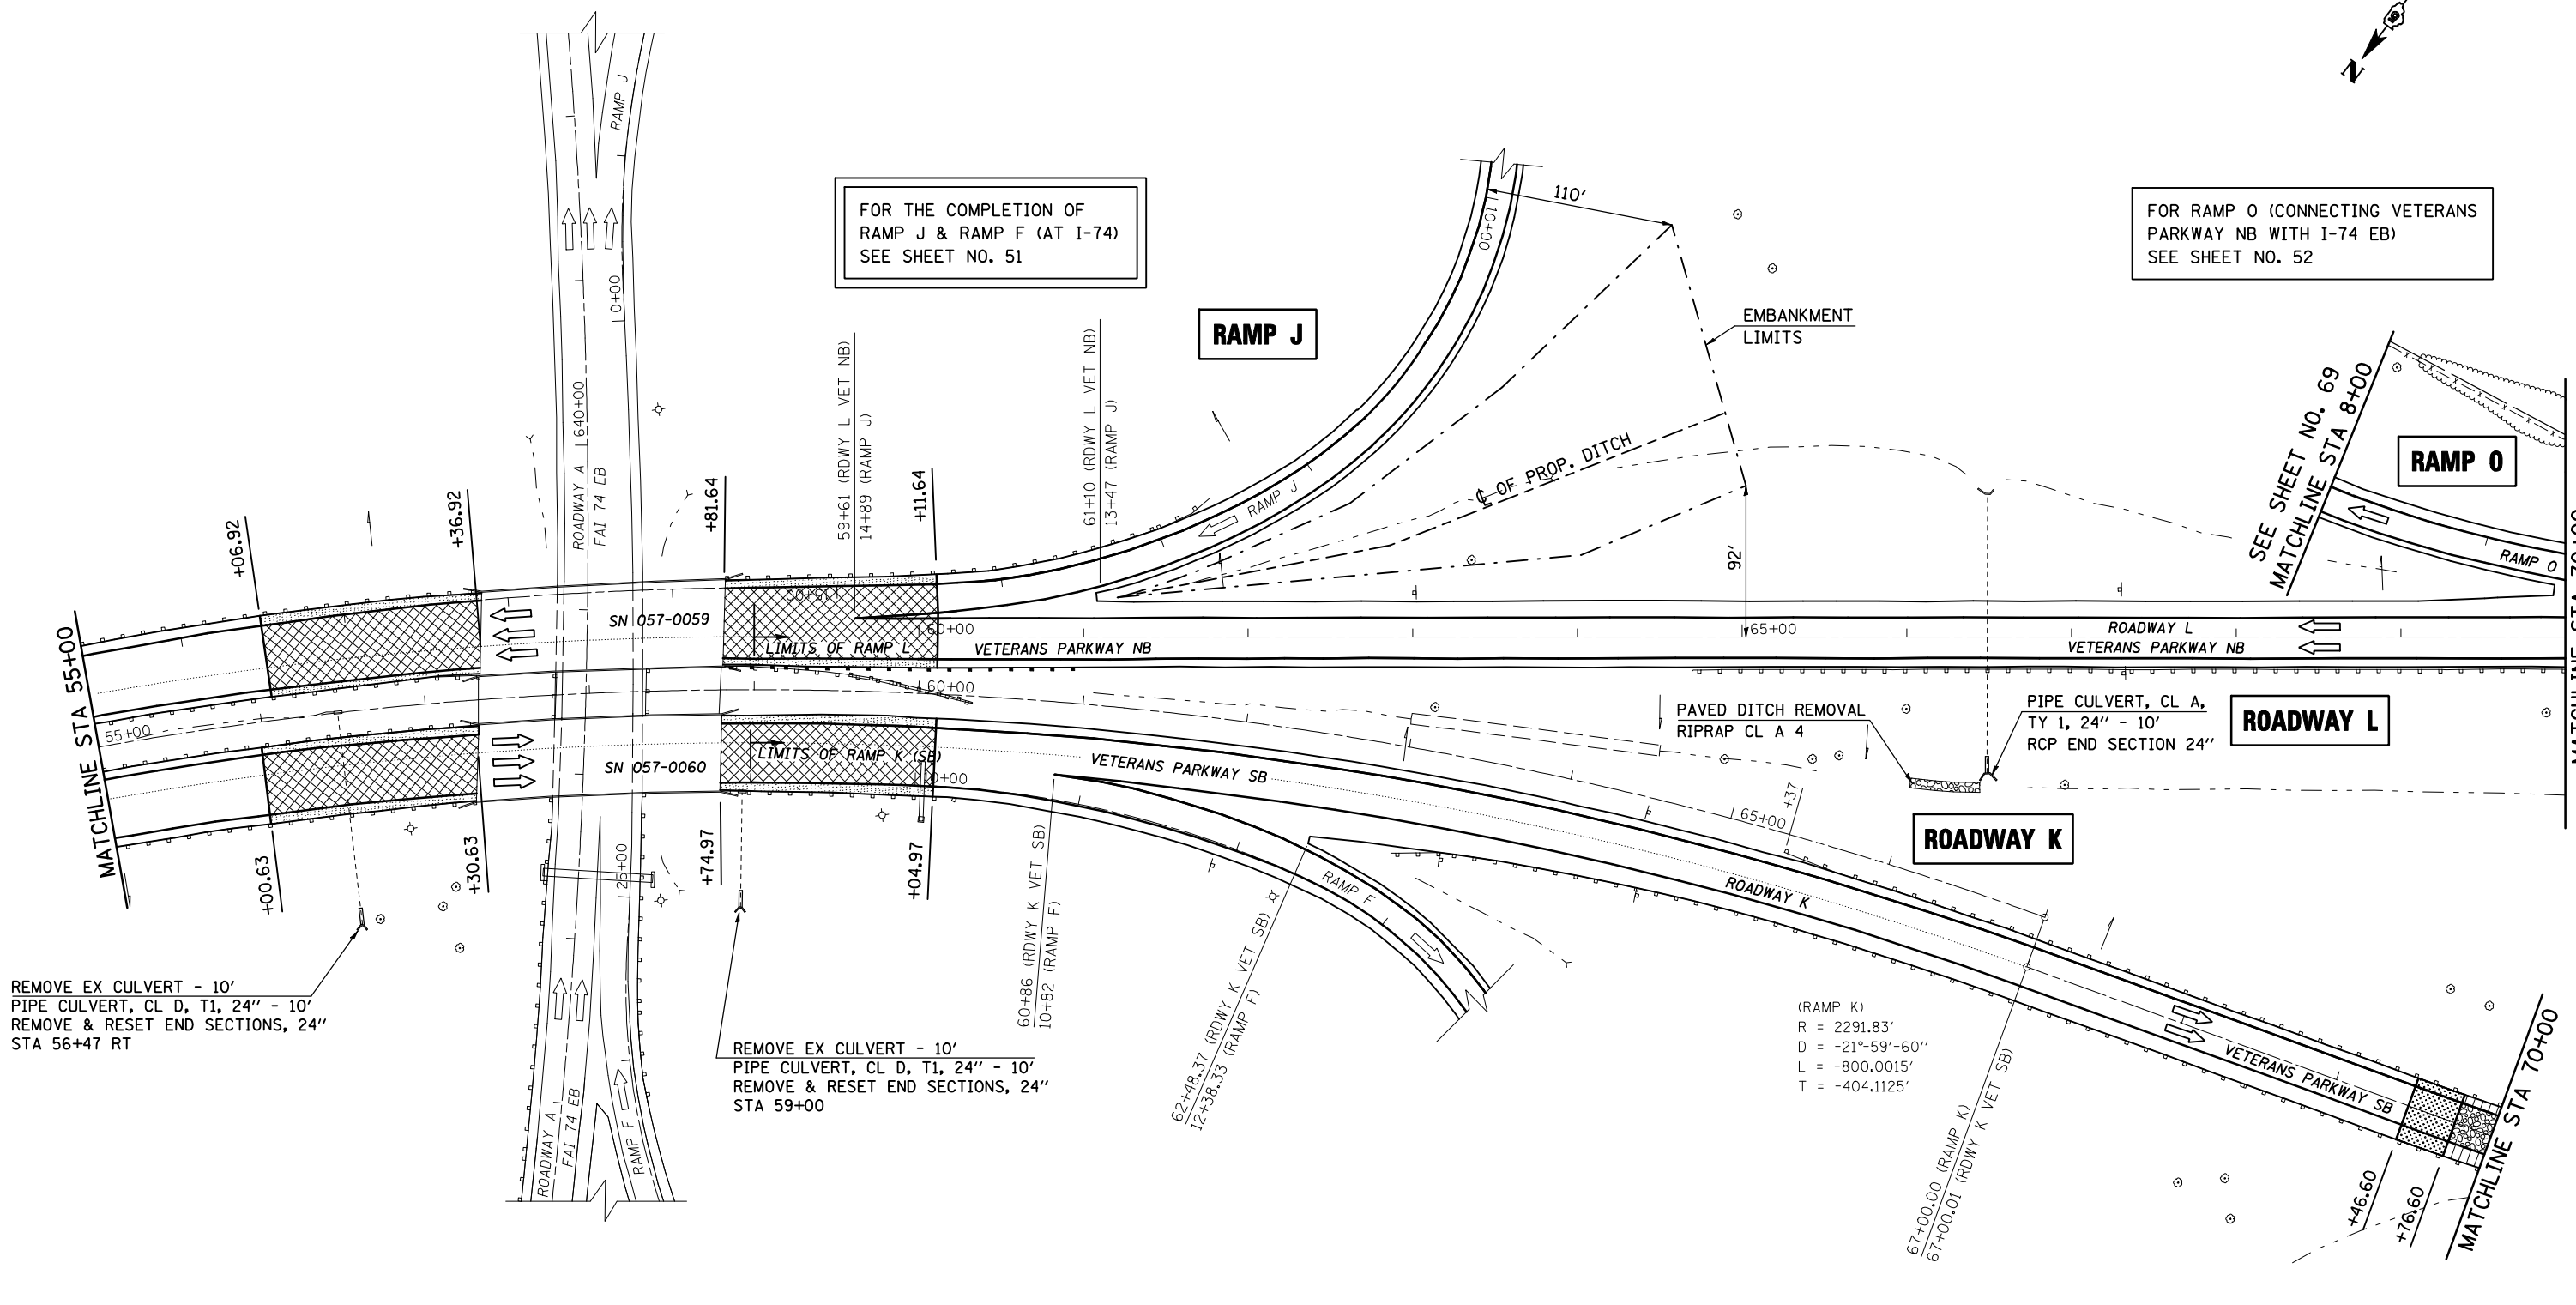 N
RAMP J
FOR THE COMPLETION OF
RAMP J & RAMP F (AT I-74)
SEE SHEET NO. 51
110'
10+00
FOR RAMP O (CONNECTING VETERANS
PARKWAY NB WITH I-74 EB)
SEE SHEET NO. 52
10+00
RAMP J
EMBANKMENT
LIMITS
59+61 (RDWY L VET NB)
14+89 (RAMP J)
61+10 (RDWY L VET NB)
13+47 (RAMP J)
640+00
ROADWAY A
FAI 74 EB
SEE SHEET NO. 69
MATCHLINE STA 8+00
RAMP O
℄ OF PROP. DITCH
RAMP J
+06.92
+36.92
+81.64
+11.64
92'
RAMP O
MATCHLINE STA 70+00
15+00
SN 057-0059
60+00
LIMITS OF RAMP L
VETERANS PARKWAY NB
65+00
ROADWAY L
VETERANS PARKWAY NB
MATCHLINE STA 55+00
55+00
60+00
PAVED DITCH REMOVAL
RIPRAP CL A 4
PIPE CULVERT, CL A,
TY 1, 24" - 10'
RCP END SECTION 24"
ROADWAY L
SN 057-0060
LIMITS OF RAMP K (SB)
10+00
VETERANS PARKWAY SB
65+00
+37
ROADWAY K
+00.63
+30.63
+74.97
+04.97
25+00
RAMP F
ROADWAY K
60+86 (RDWY K VET SB)
10+82 (RAMP F)
62+48.37 (RDWY K VET SB)
12+38.33 (RAMP F)
REMOVE EX CULVERT - 10'
PIPE CULVERT, CL D, T1, 24" - 10'
REMOVE & RESET END SECTIONS, 24"
STA 56+47 RT
REMOVE EX CULVERT - 10'
PIPE CULVERT, CL D, T1, 24" - 10'
REMOVE & RESET END SECTIONS, 24"
STA 59+00
(RAMP K)
R = 2291.83'
D = -21°-59'-60"
L = -800.0015'
T = -404.1125'
VETERANS PARKWAY SB
MATCHLINE STA 70+00
ROADWAY A
FAI 74 EB
RAMP F
67+00.00 (RAMP K)
67+00.01 (RDWY K VET SB)
+46.60
+76.60